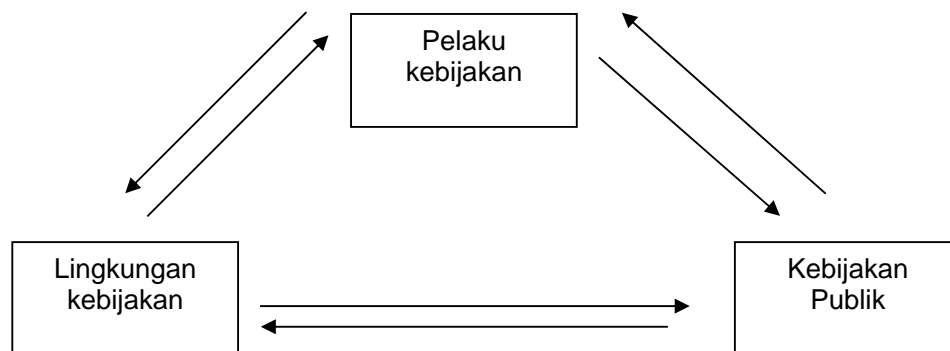 Pelaku
kebijakan
Lingkungan
kebijakan
Kebijakan
Publik